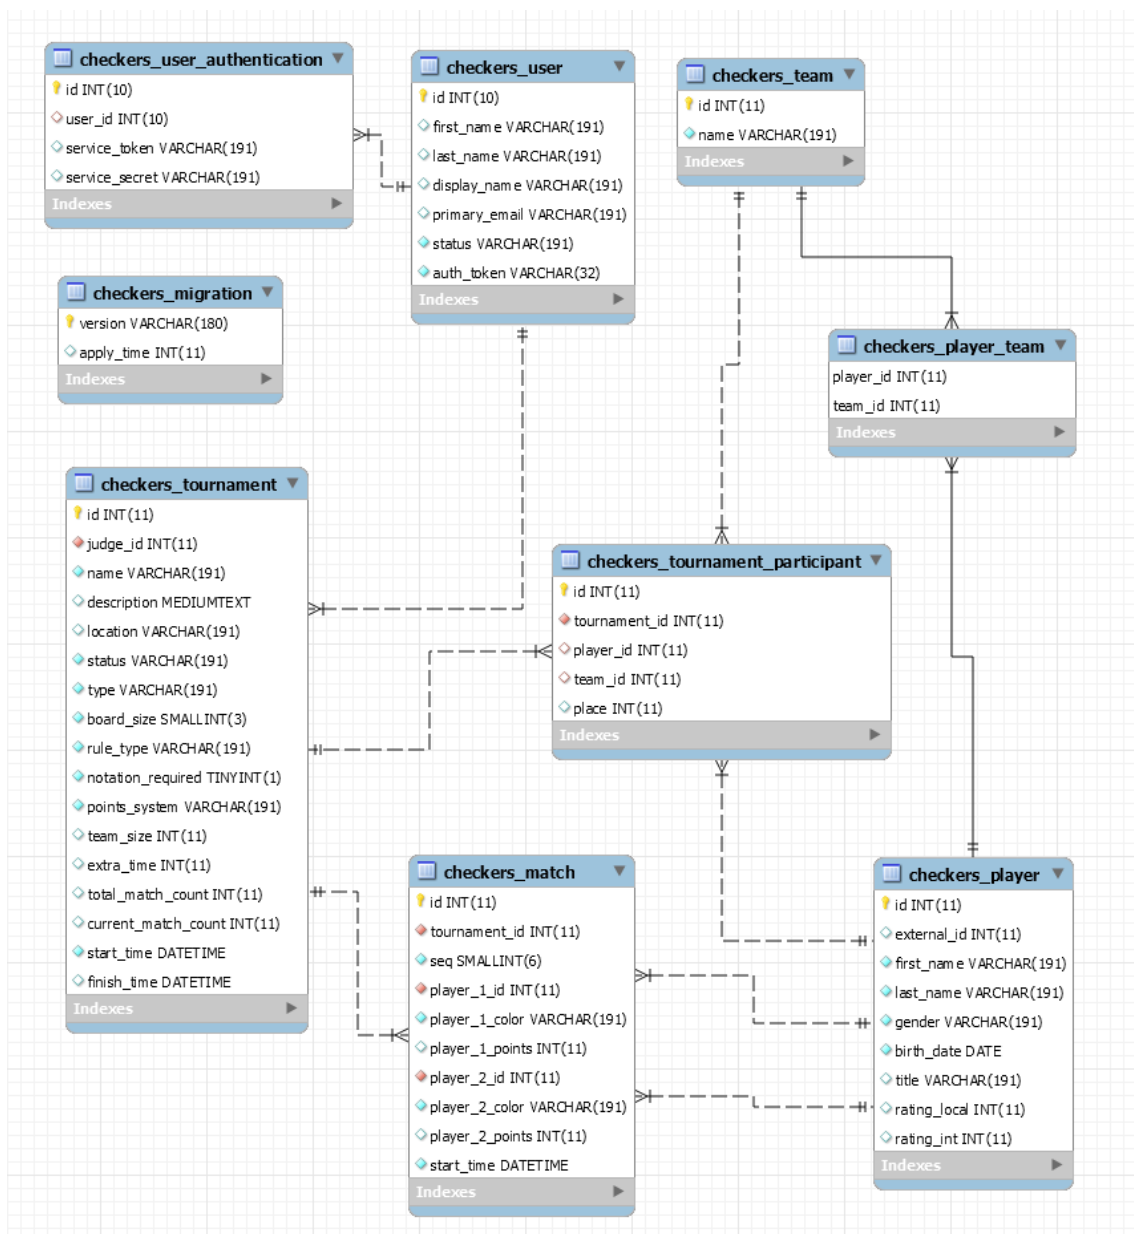 checkers_user_authentication
id INT(10)
user_id INT(10)
service_token VARCHAR(191)
service_secret VARCHAR(191)
Indexes
checkers_user
id INT(10)
first_name VARCHAR(191)
last_name VARCHAR(191)
display_name VARCHAR(191)
primary_email VARCHAR(191)
status VARCHAR(191)
auth_token VARCHAR(32)
Indexes
checkers_team
id INT(11)
name VARCHAR(191)
Indexes
checkers_migration
version VARCHAR(180)
apply_time INT(11)
Indexes
checkers_player_team
player_id INT(11)
team_id INT(11)
Indexes
checkers_tournament
id INT(11)
judge_id INT(11)
name VARCHAR(191)
description MEDIUMTEXT
location VARCHAR(191)
status VARCHAR(191)
type VARCHAR(191)
board_size SMALLINT(3)
rule_type VARCHAR(191)
notation_required TINYINT(1)
points_system VARCHAR(191)
team_size INT(11)
extra_time INT(11)
total_match_count INT(11)
current_match_count INT(11)
start_time DATETIME
finish_time DATETIME
Indexes
checkers_tournament_participant
id INT(11)
tournament_id INT(11)
player_id INT(11)
team_id INT(11)
place INT(11)
Indexes
checkers_match
id INT(11)
tournament_id INT(11)
seq SMALLINT(6)
player_1_id INT(11)
player_1_color VARCHAR(191)
player_1_points INT(11)
player_2_id INT(11)
player_2_color VARCHAR(191)
player_2_points INT(11)
start_time DATETIME
Indexes
checkers_player
id INT(11)
external_id INT(11)
first_name VARCHAR(191)
last_name VARCHAR(191)
gender VARCHAR(191)
birth_date DATE
title VARCHAR(191)
rating_local INT(11)
rating_int INT(11)
Indexes